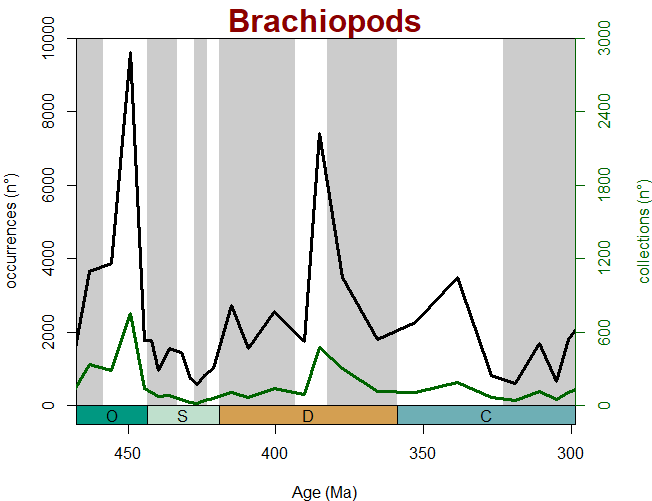 Brachiopods
occurrences (n°)
10000
8000
6000
4000
2000
0
collections (n°)
3000
2400
1800
1200
600
0
O S D C
450 400 350 300
Age (Ma)